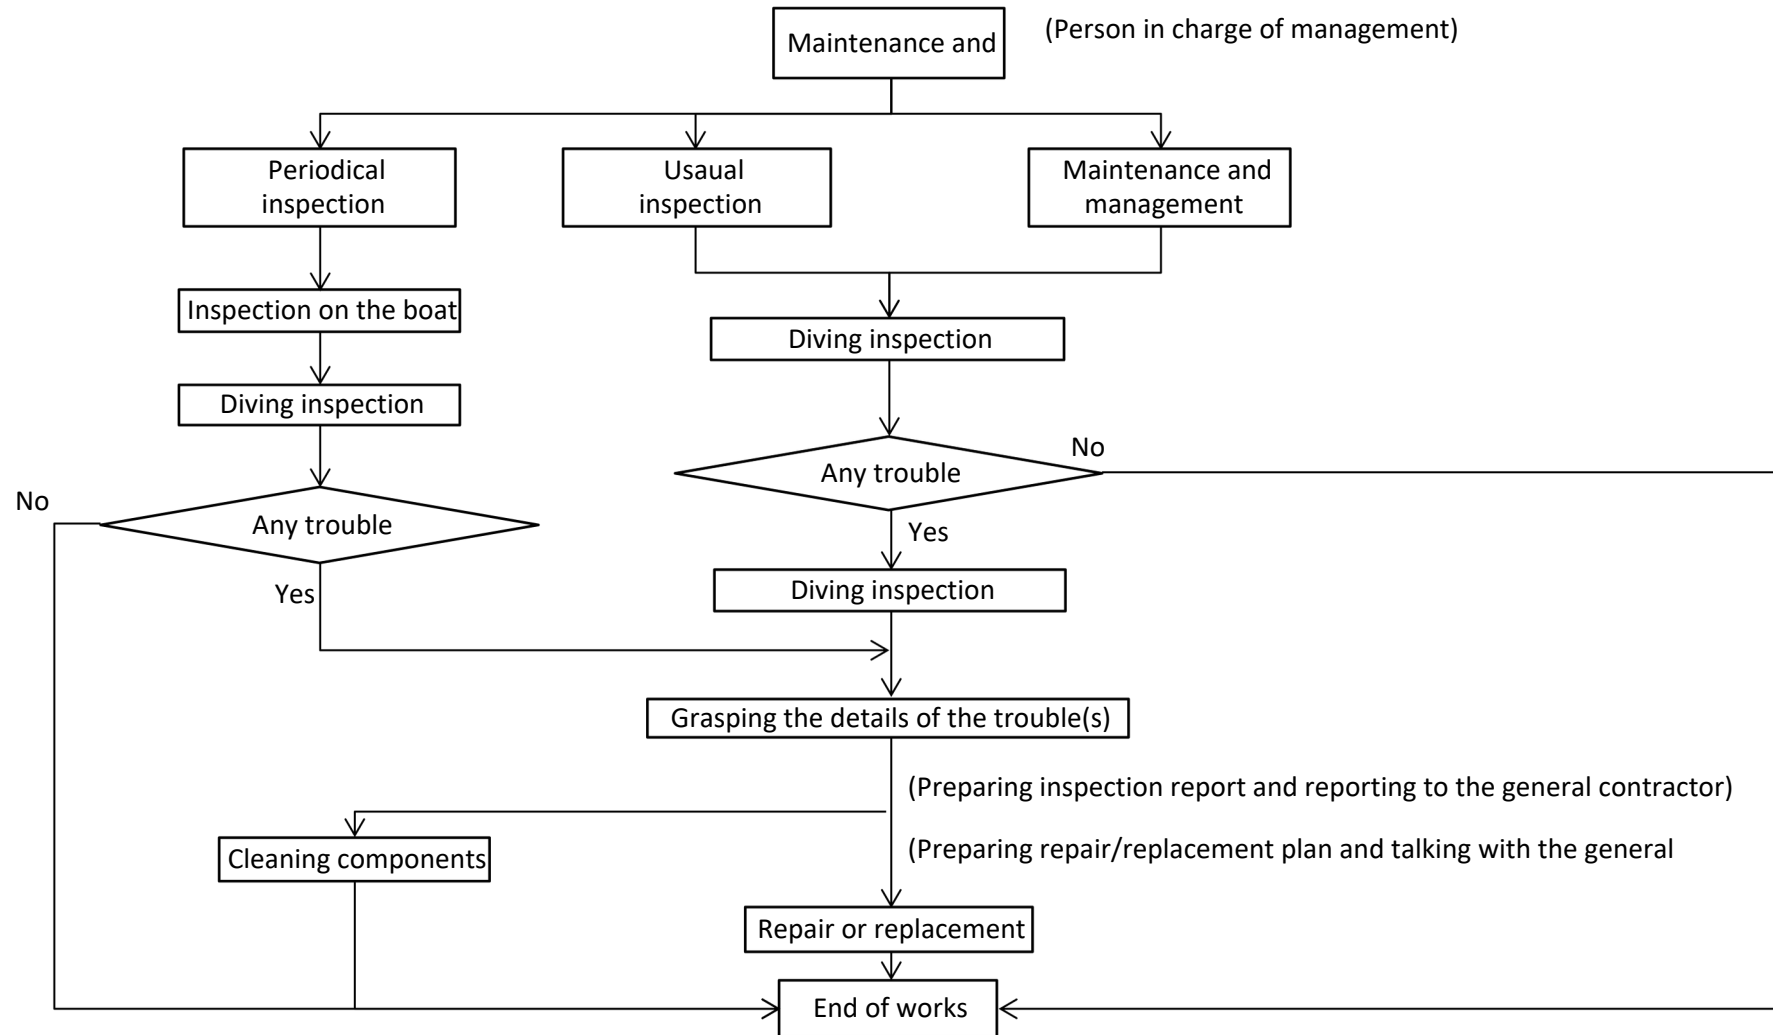 Maintenance and
(Person in charge of management)
Periodical
inspection
Usaual
inspection
Maintenance and
management
Inspection on the boat
Diving inspection
Diving inspection
No
Any trouble
No
Any trouble
Yes
Diving inspection
Yes
Grasping the details of the trouble(s)
(Preparing inspection report and reporting to the general contractor)
Cleaning components
(Preparing repair/replacement plan and talking with the general
Repair or replacement
End of works